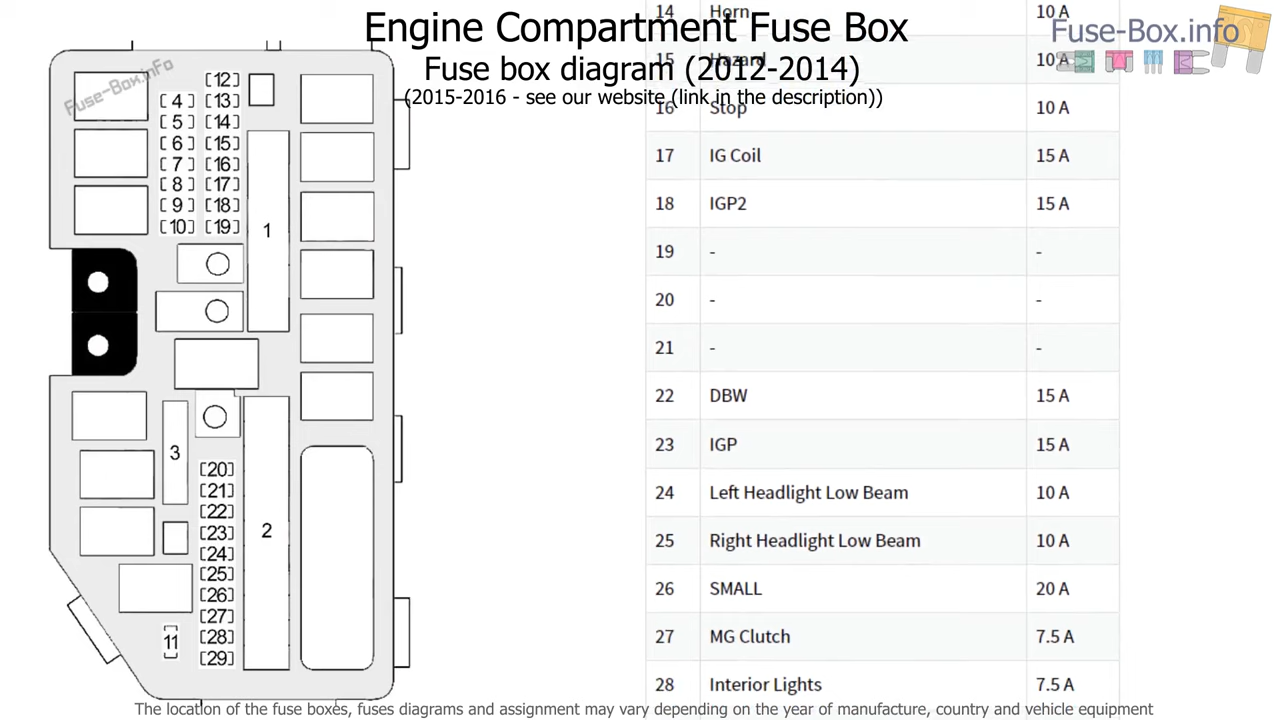 Engine Compartment Fuse Box
Fuse box diagram (2012-2014)
(2015-2016 - see our website (link in the description))
Fuse-Box.info
Fuse-Box.info
[12]
[4] [13]
[5] [14]
[6] [15]
[7] [16]
[8] [17]
[9] [18]
[10] [19]
1
3
[20]
[21]
[22]
[23]
[24]
[25]
[26]
[27]
[28]
[29]
2
11
14 Horn 10 A
15 Hazard 10 A
16 Stop 10 A
17 IG Coil 15 A
18 IGP2 15 A
19 - -
20 - -
21 - -
22 DBW 15 A
23 IGP 15 A
24 Left Headlight Low Beam 10 A
25 Right Headlight Low Beam 10 A
26 SMALL 20 A
27 MG Clutch 7.5 A
28 Interior Lights 7.5 A
The location of the fuse boxes, fuses diagrams and assignment may vary depending on the year of manufacture, country and vehicle equipment